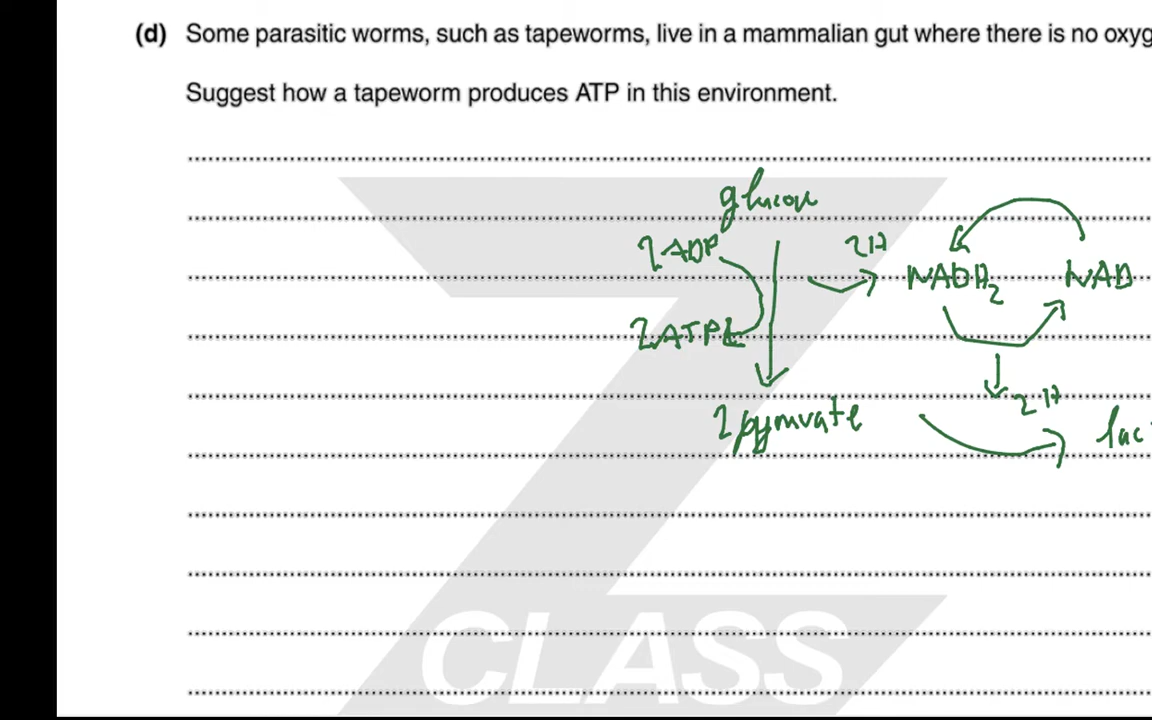 (d) Some parasitic worms, such as tapeworms, live in a mammalian gut where there is no oxyg
Suggest how a tapeworm produces ATP in this environment.
glucose
2ADP
2H
NADH2
NAD
2ATP
2H
2pyruvate
lac
CLASS